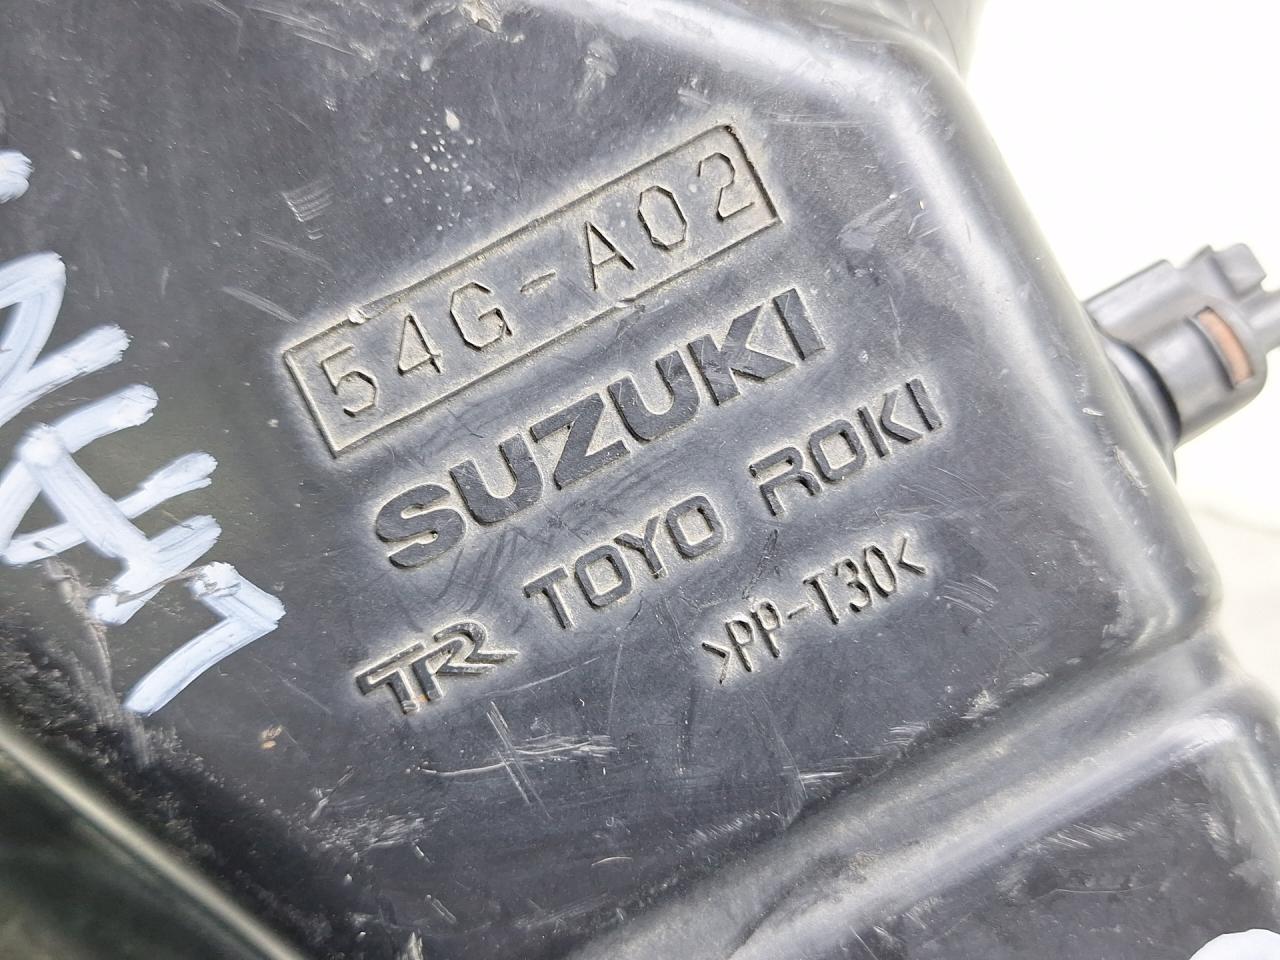 54G-A02
SUZUKI
TR TOYO ROKI
>PP-T30<